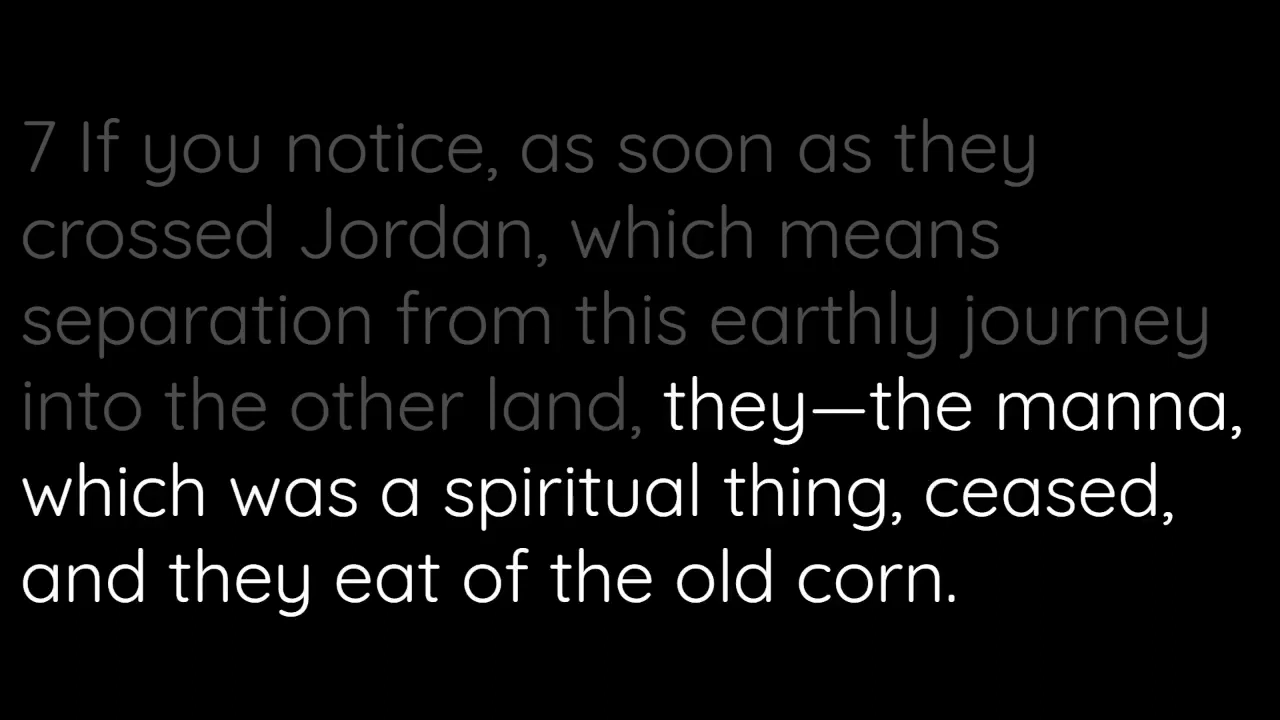 7 If you notice, as soon as they
crossed Jordan, which means
separation from this earthly journey
into the other land, they—the manna,
which was a spiritual thing, ceased,
and they eat of the old corn.